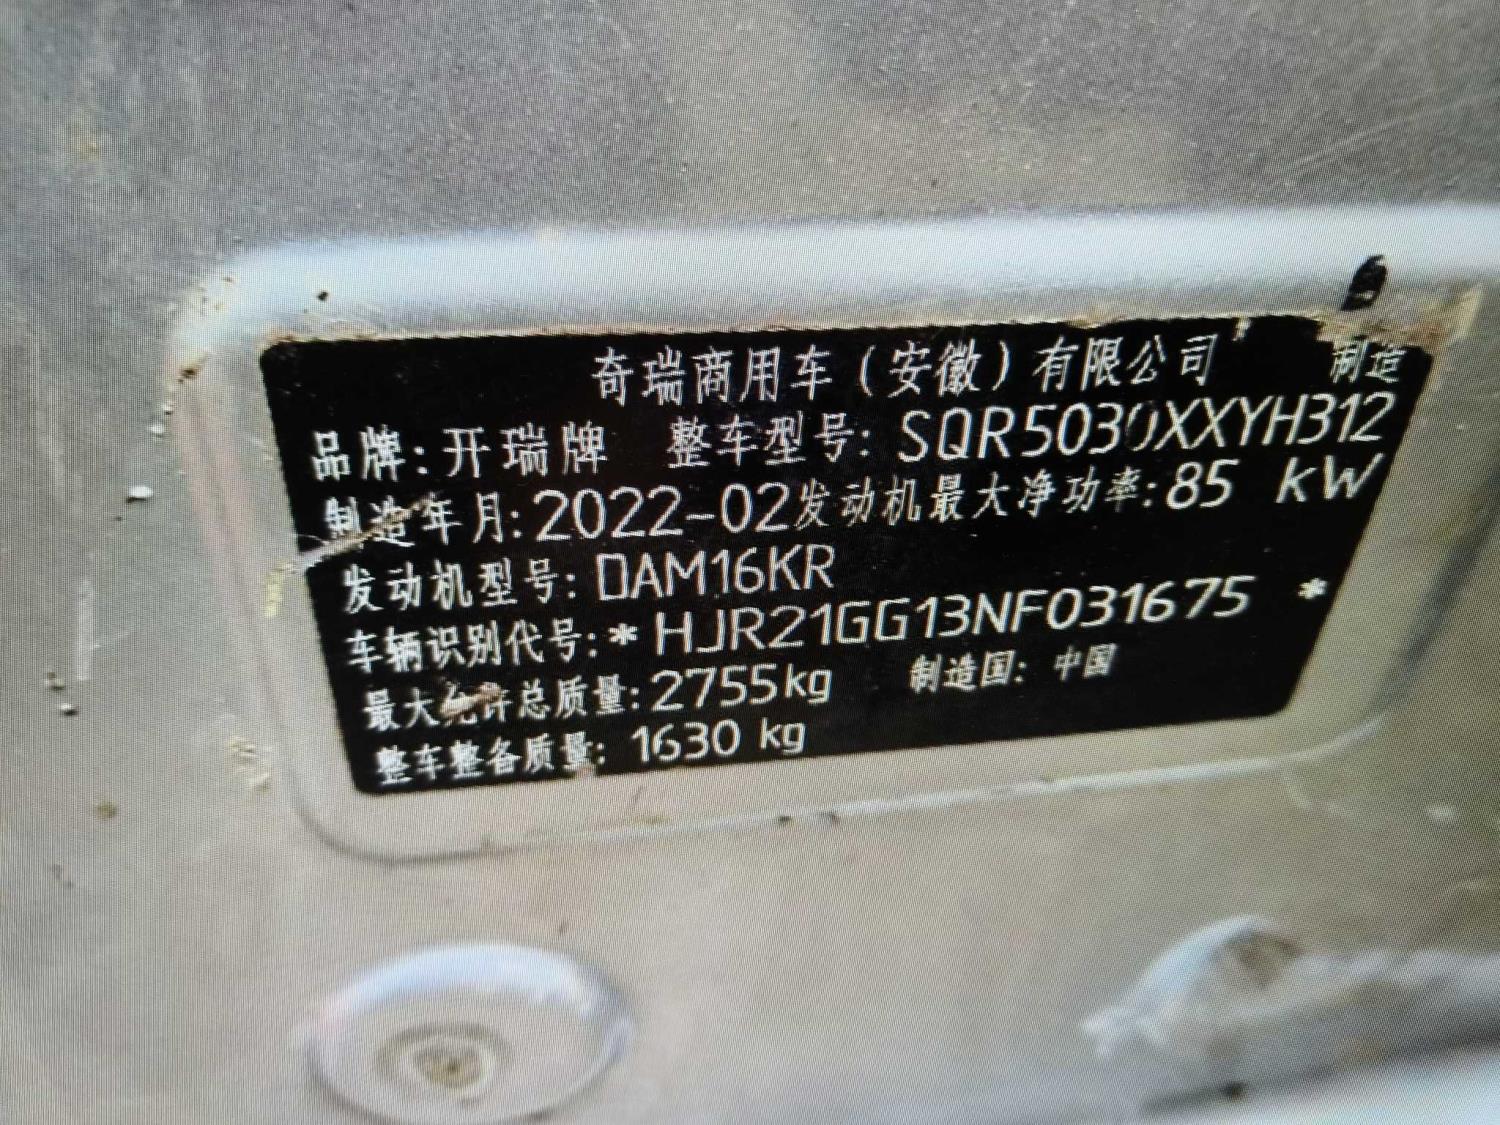 奇瑞商用车（安徽）有限公司 制造
品牌：开瑞牌 整车型号：SQR5030XXYH312
制造年月：2022-02 发动机最大净功率：85 kW
发动机型号：DAM16KR
车辆识别代号：* HJR21GG13NF031675 *
最大允许总质量：2755kg 制造国：中国
整车整备质量：1630 kg